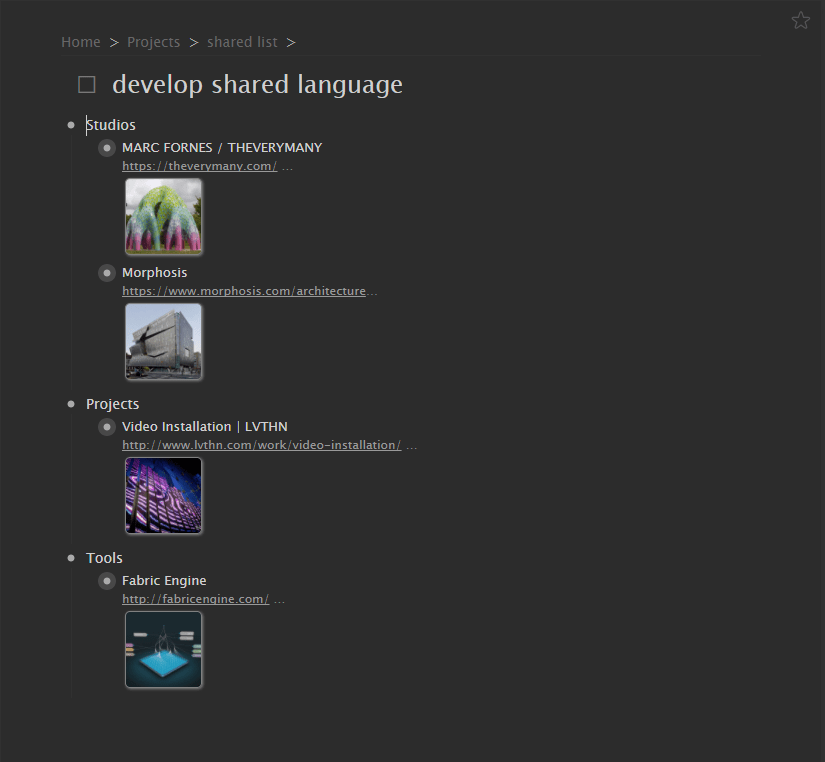 Home > Projects > shared list >
develop shared language
Studios
MARC FORNES / THEVERYMANY
https://theverymany.com/ ...
Morphosis
https://www.morphosis.com/architecture...
Projects
Video Installation | LVTHN
http://www.lvthn.com/work/video-installation/ ...
Tools
Fabric Engine
http://fabricengine.com/ ...